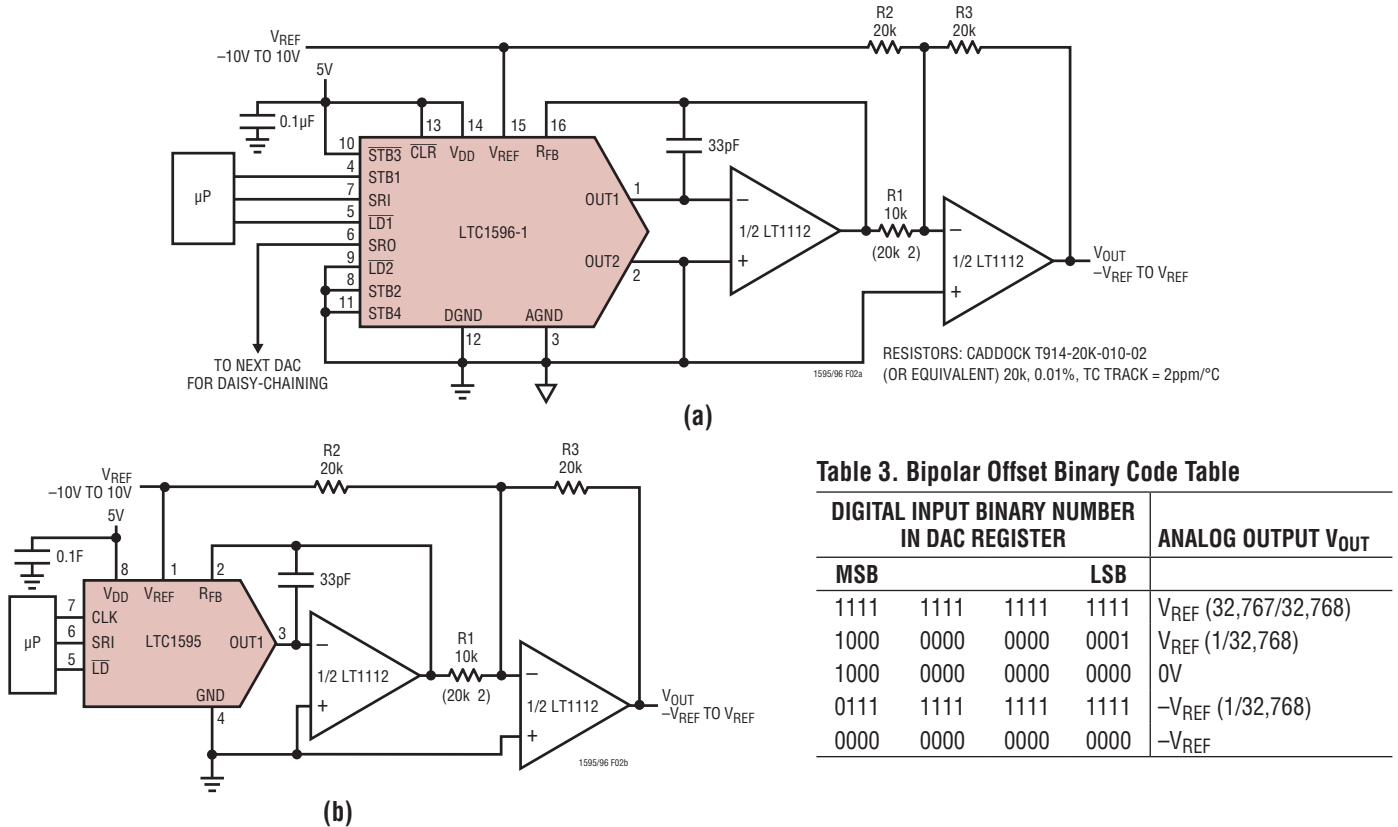 R2
20k
R3
20k
VREF
–10V TO 10V
5V
0.1µF
13 14 15 16
33pF
10 STB3 CLR VDD VREF RFB
4 STB1
µP
7 SRI
OUT1 1
5 LD1
R1
10k
(20k 2)
6 SRO
LTC1596-1
1/2 LT1112
–
+
9 LD2
OUT2 2
8 STB2
11 STB4
–
+
1/2 LT1112
VOUT
–VREF TO VREF
DGND AGND
12 3
TO NEXT DAC
FOR DAISY-CHAINING
1595/96 F02a
RESISTORS: CADDOCK T914-20K-010-02
(OR EQUIVALENT) 20k, 0.01%, TC TRACK = 2ppm/°C
(a)
R2
20k
R3
20k
VREF
–10V TO 10V
5V
0.1F
8 1 2
33pF
VDD VREF RFB
µP
7 CLK
6 SRI
LTC1595
OUT1 3
5 LD
–
+
1/2 LT1112
R1
10k
(20k 2)
GND
4
–
+
1/2 LT1112
VOUT
–VREF TO VREF
1595/96 F02b
(b)
Table 3. Bipolar Offset Binary Code Table
DIGITAL INPUT BINARY NUMBER
IN DAC REGISTER
ANALOG OUTPUT VOUT
MSB LSB
1111 1111 1111 1111 VREF (32,767/32,768)
1000 0000 0000 0001 VREF (1/32,768)
1000 0000 0000 0000 0V
0111 1111 1111 1111 –VREF (1/32,768)
0000 0000 0000 0000 –VREF